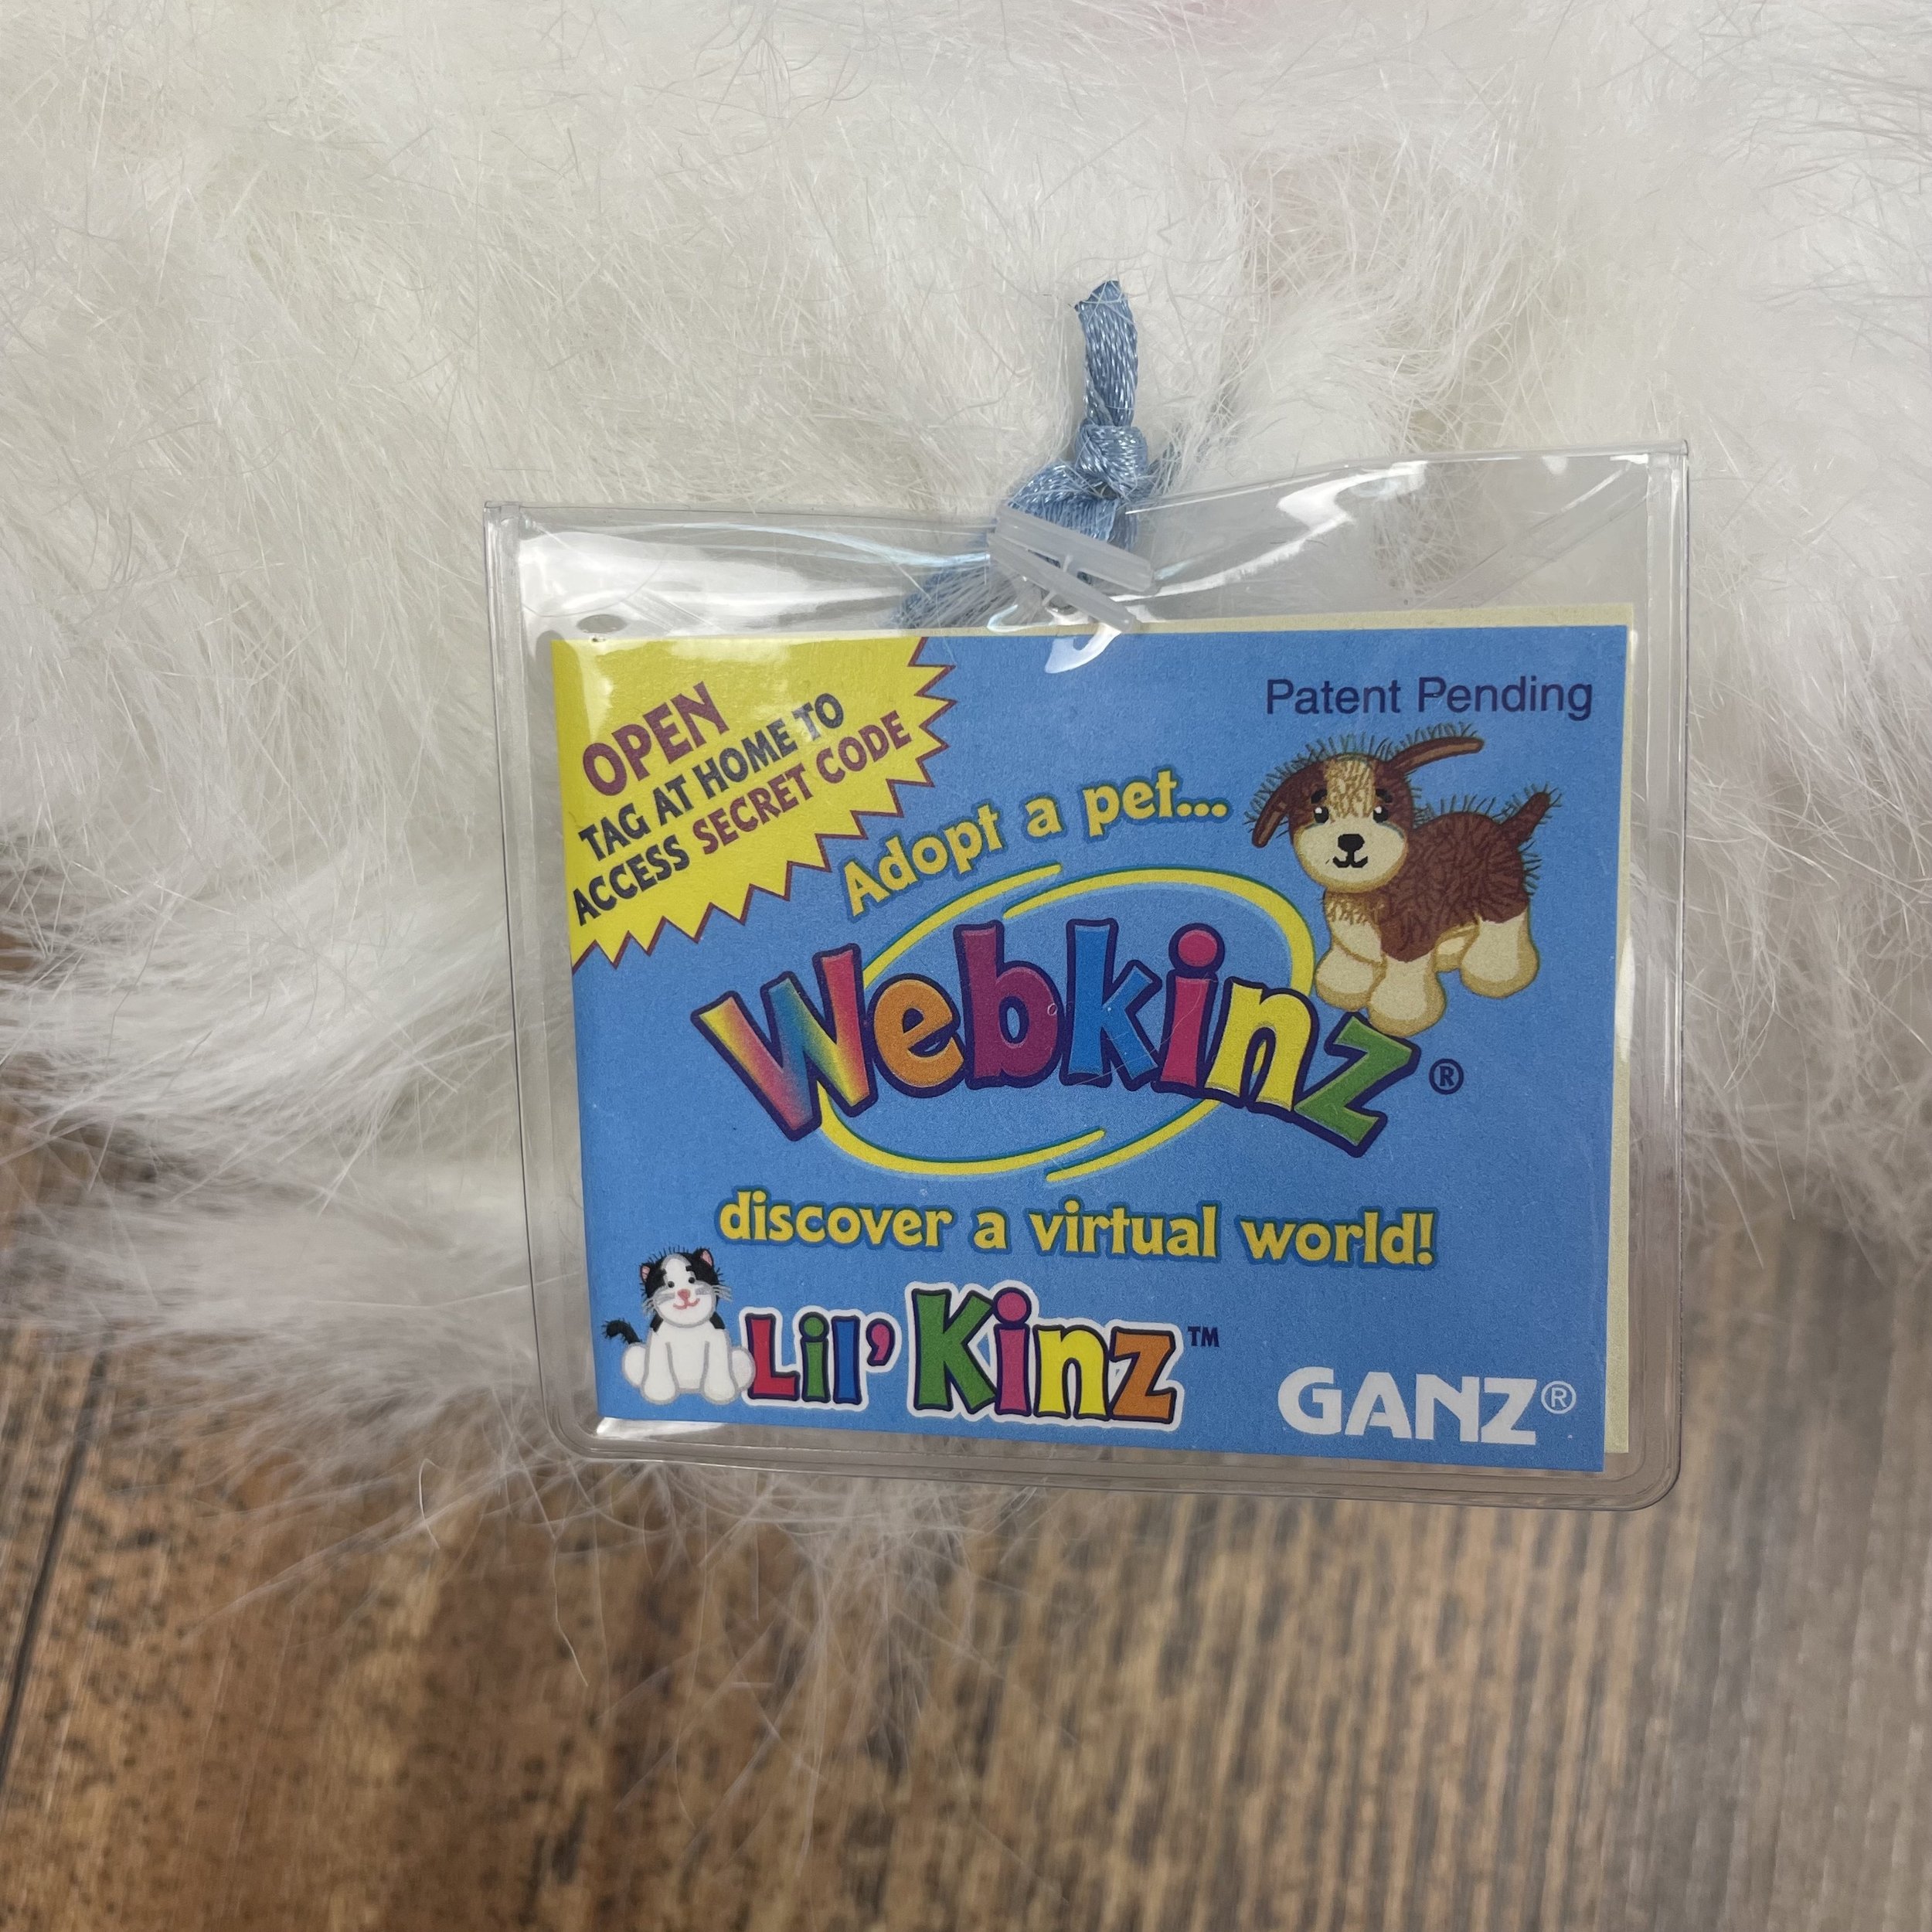 OPEN
TAG AT HOME TO
ACCESS SECRET CODE
Patent Pending
Adopt a pet...
Webkinz®
discover a virtual world!
Lil' Kinz™
GANZ®